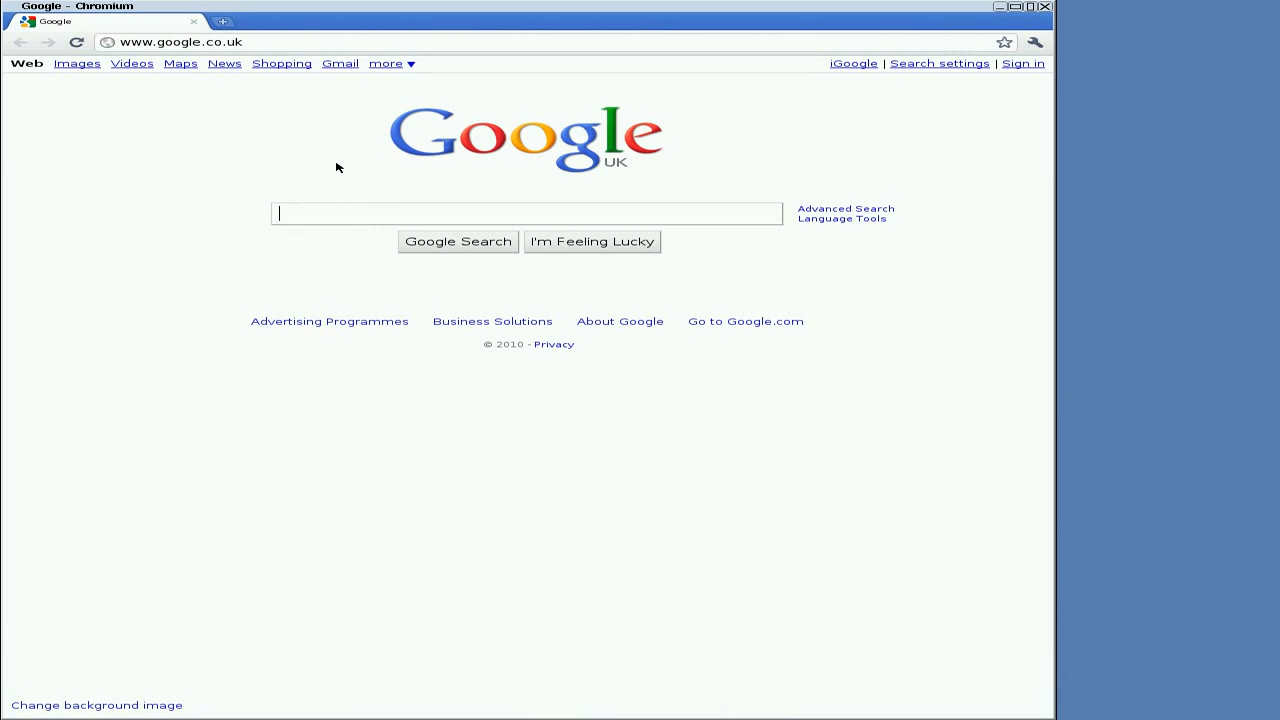 Google - Chromium
Google
www.google.co.uk
Web Images Videos Maps News Shopping Gmail more ▼ iGoogle | Search settings | Sign in
Google
UK
Advanced Search
Language Tools
Google Search I'm Feeling Lucky
Advertising Programmes Business Solutions About Google Go to Google.com
© 2010 - Privacy
Change background image